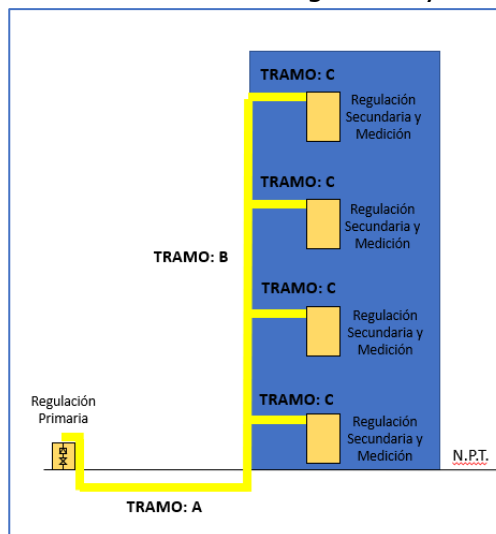 TRAMO: C
Regulación
Secundaria y
Medición
TRAMO: C
Regulación
Secundaria y
Medición
TRAMO: B
TRAMO: C
Regulación
Secundaria y
Medición
Regulación
Primaria
TRAMO: C
Regulación
Secundaria y
Medición
N.P.T.
TRAMO: A